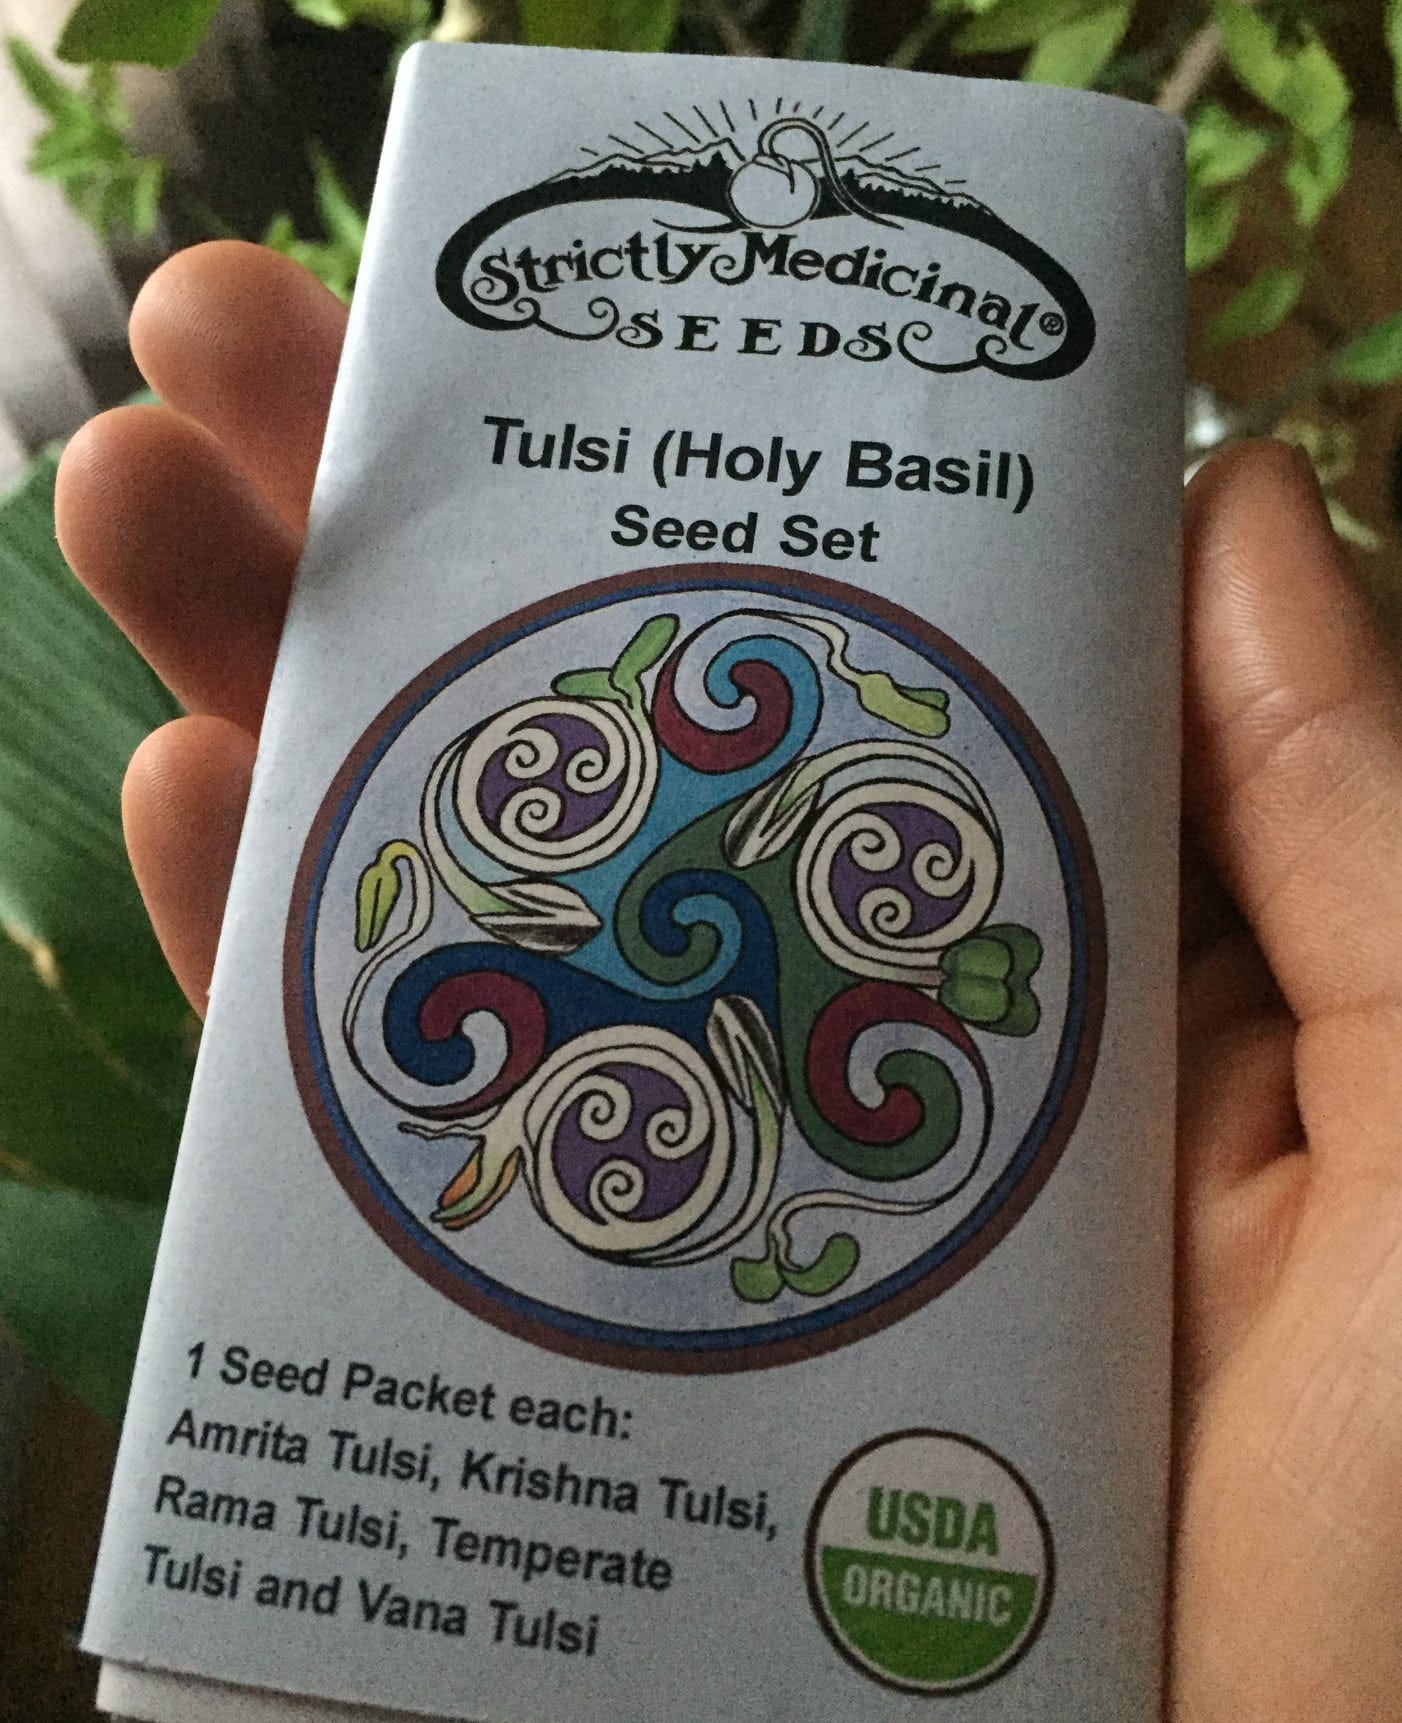 Strictly Medicinal®
SEEDS
Tulsi (Holy Basil)
Seed Set
1 Seed Packet each:
Amrita Tulsi, Krishna Tulsi,
Rama Tulsi, Temperate
Tulsi and Vana Tulsi
USDA
ORGANIC